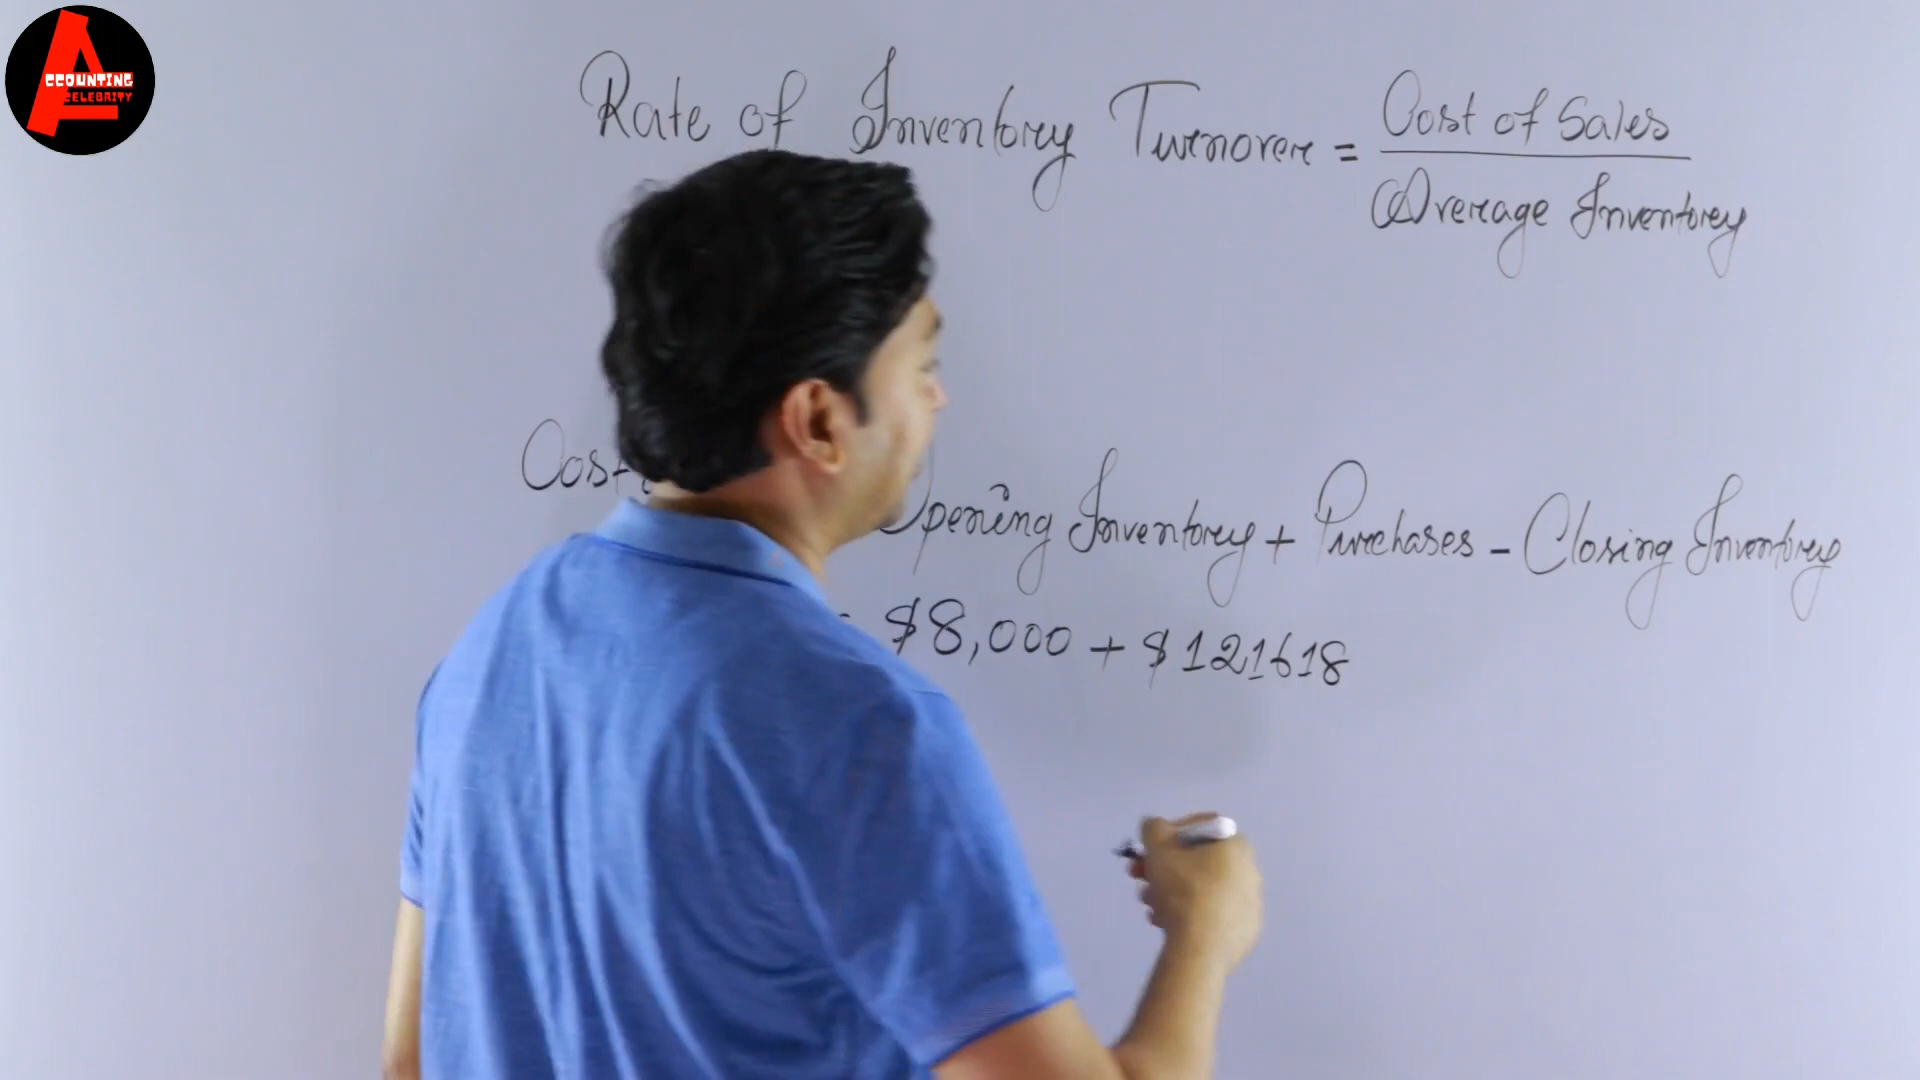 ACCOUNTING
CELEBRITY
Rate of Inventory Turnover = Cost of Sales
Average Inventory
Cost Opening Inventory + Purchases - Closing Inventory
$8,000 + $121618